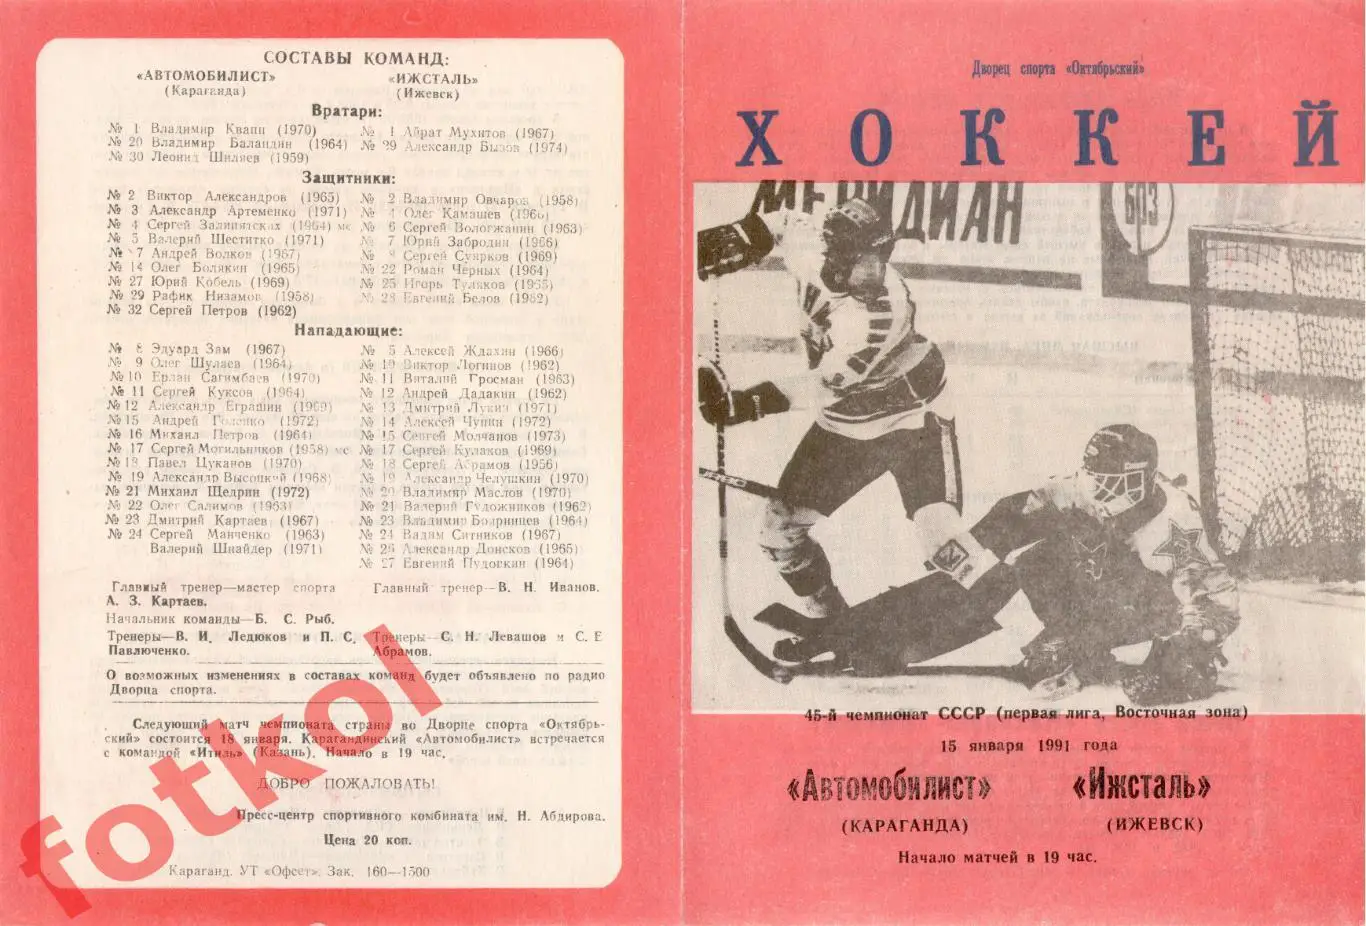 СОСТАВЫ КОМАНД:
«АВТОМОБИЛИСТ» «ИЖСТАЛЬ»
(Караганда) (Ижевск)
Вратари:
№ 1 Владимир Квапп (1970) № 1 Абрат Мухитов (1967)
№ 20 Владимир Баландин (1964) № 29 Александр Бызов (1974)
№ 30 Леонид Шиляев (1959)
Защитники:
№ 2 Виктор Александров (1965) № 2 Владимир Овчаров (1958)
№ 3 Александр Артеменко (1971) № 4 Олег Камашев (1960)
№ 4 Сергей Залипятских (1964) мс № 6 Сергей Вологжанин (1963)
№ 5 Валерий Шеститко (1971) № 7 Юрий Забродин (1966)
№ 7 Андрей Волков (1967) № Сергей Суярков (1969)
№ 14 Олег Болякин (1965) № 22 Роман Черных (1964)
№ 27 Юрий Кобель (1969) № 25 Игорь Туляков (1965)
№ 29 Рафик Низамов (1958) № 28 Евгений Белов (1962)
№ 32 Сергей Петров (1962)
Нападающие:
№ 8 Эдуард Зам (1967) № 5 Алексей Ждахин (1966)
№ 9 Олег Шуляев (1964) № 10 Виктор Логинов (1962)
№ 10 Ерлан Сагимбаев (1970) № 11 Виталий Гросман (1963)
№ 11 Сергей Куксов (1964) № 12 Андрей Дадакин (1962)
№ 12 Александр Еграшин (1969) № 13 Дмитрий Лукин (1971)
№ 15 Андрей Головко (1972) № 14 Алексей Чупин (1972)
№ 16 Михаил Петров (1964) № 15 Сергей Молчанов (1973)
№ 17 Сергей Могильников (1958) мс № 17 Сергей Кулаков (1969)
№ 18 Павел Цуканов (1970) № 18 Сергей Абрамов (1956)
№ 19 Александр Высоцкий (1968) № 19 Александр Челушкин (1970)
№ 21 Михаил Щедрин (1972) № 20 Владимир Маслов (1970)
№ 22 Олег Салимов (1963) № 21 Валерий Гудожников (1962)
№ 23 Дмитрий Картаев (1967) № 23 Владимир Бояринцев (1964)
№ 24 Сергей Манченко (1963) № 24 Вадим Ситников (1967)
Валерий Шнайдер (1971) № 26 Александр Донсков (1965)
№ 27 Евгений Пудовкин (1964)
Главный тренер—мастер спорта Главный тренер—В. Н. Иванов.
А. З. Картаев.
Начальник команды—Б. С. Рыб.
Тренеры—В. И. Ледюков и П. С. Тренеры—С. Н. Левашов и С. Е
Павлюченко. Абрамов.
О возможных изменениях в составах команд будет объявлено по радио
Дворца спорта.
Следующий матч чемпионата страны во Дворце спорта «Октябрь-
ский» состоится 18 января. Карагандинский «Автомобилист» встречается
с командой «Итиль» (Казань). Начало в 19 час.
ДОБРО ПОЖАЛОВАТЬ!
Пресс-центр спортивного комбината им. Н. Абдирова.
Цена 20 коп.
Караганд. УТ «Офсет». Зак. 160—1500
fotkol
Дворец спорта «Октябрьский»
ХОККЕЙ
МЕРИДИАН
БОЗ
45-й чемпионат СССР (первая лига, Восточная зона)
15 января 1991 года
«Автомобилист» «Ижсталь»
(КАРАГАНДА) (ИЖЕВСК)
Начало матчей в 19 час.